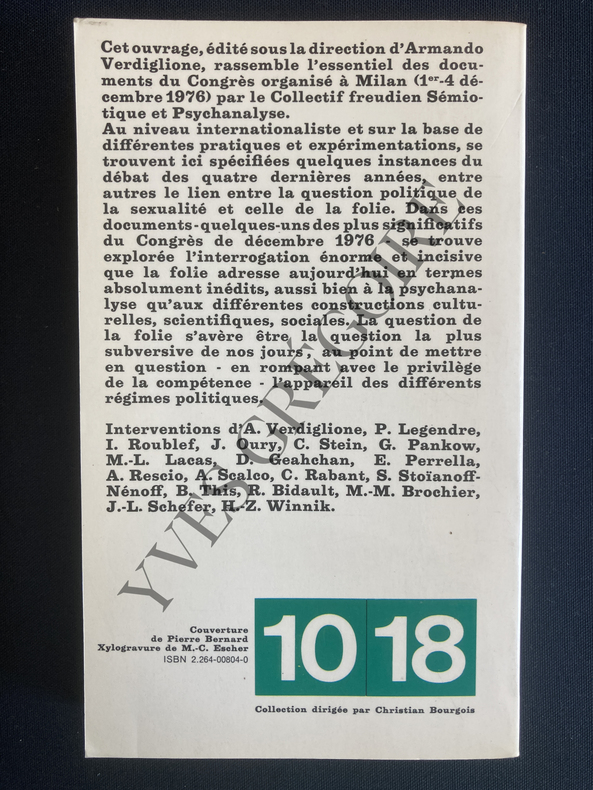 Cet ouvrage, édité sous la direction d'Armando
Verdiglione, rassemble l'essentiel des docu-
ments du Congrès organisé à Milan (1er-4 dé-
cembre 1976) par le Collectif freudien Sémio-
tique et Psychanalyse.
Au niveau internationaliste et sur la base de
différentes pratiques et expérimentations, se
trouvent ici spécifiées quelques instances du
débat des quatre dernières années, entre
autres le lien entre la question politique de
la sexualité et celle de la folie. Dans ces
documents - quelques-uns des plus significatifs
du Congrès de décembre 1976 - se trouve
explorée l'interrogation énorme et incisive
que la folie adresse aujourd'hui en termes
absolument inédits, aussi bien à la psychana-
lyse qu'aux différentes constructions cultu-
relles, scientifiques, sociales. La question de
la folie s'avère être la question la plus
subversive de nos jours, au point de mettre
en question - en rompant avec le privilège
de la compétence - l'appareil des différents
régimes politiques.
Interventions d'A. Verdiglione, P. Legendre,
I. Roublef, J. Oury, C. Stein, G. Pankow,
M.-L. Lacas, D. Geahchan, E. Perrella,
A. Rescio, A. Scalco, C. Rabant, S. Stoïanoff-
Nénoff, B. This, R. Bidault, M.-M. Brochier,
J.-L. Schefer, H.-Z. Winnik.
YVES GRÉGOIRE
Couverture
de Pierre Bernard
Xylogravure de M.-C. Escher
ISBN 2.264-00804-0
10 18
Collection dirigée par Christian Bourgois